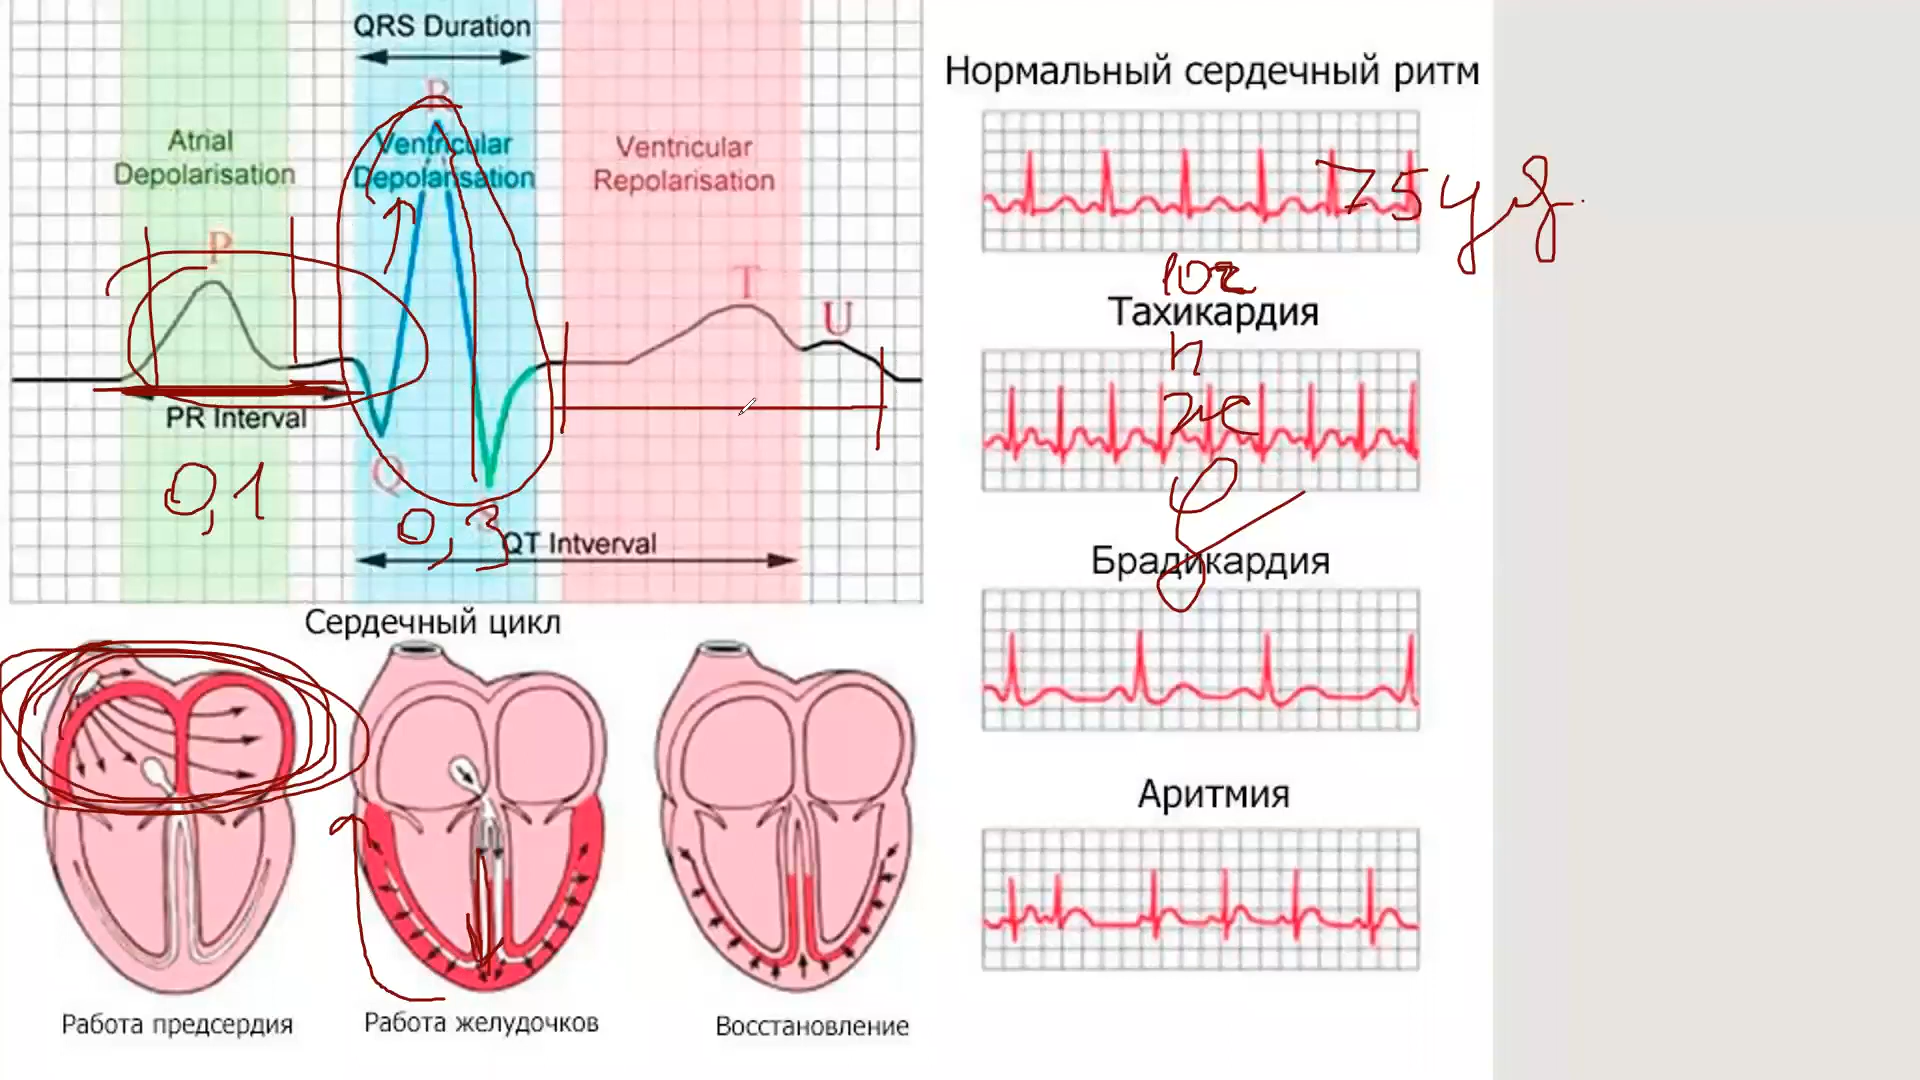 QRS Duration
R
Atrial
Depolarisation
Ventricular
Depolarisation
Ventricular
Repolarisation
P
T
U
PR Interval
Q
S
0,1
0,3
QT Intverval
Сердечный цикл
Работа предсердия
Работа желудочков
Восстановление
Нормальный сердечный ритм
75 уд.
Тахикардия
Брадикардия
Аритмия